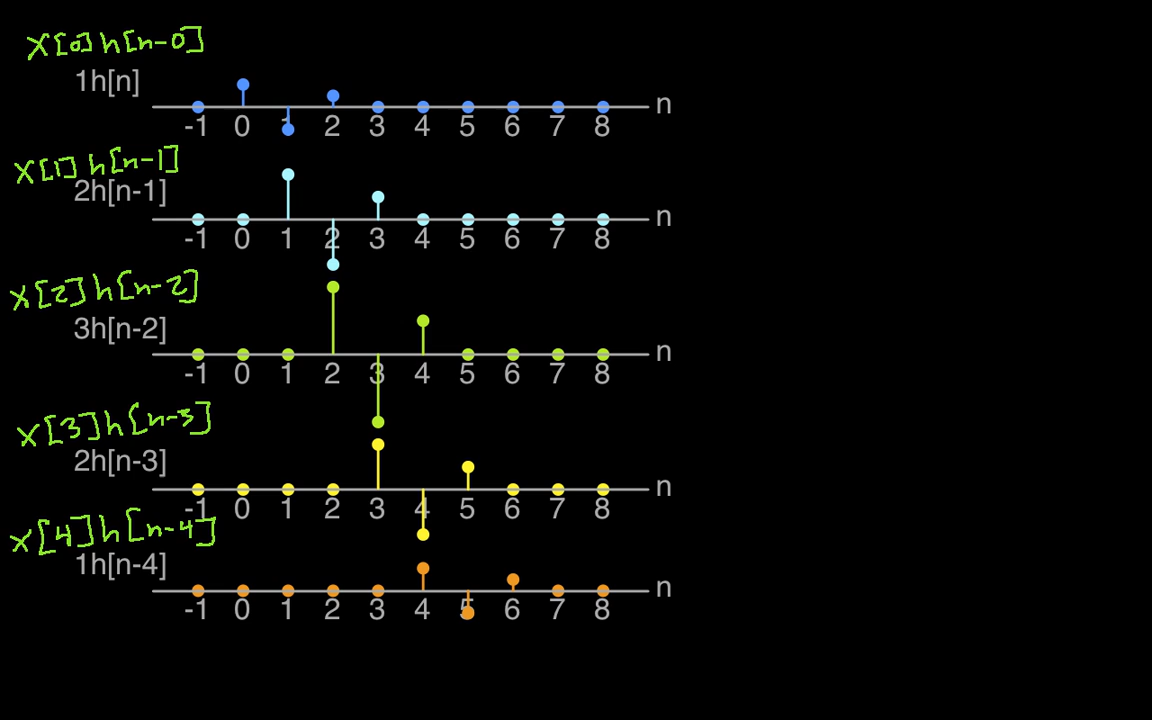 x[0]h[n-0]
1h[n]
n
-1 0 1 2 3 4 5 6 7 8
x[1]h[n-1]
2h[n-1]
n
-1 0 1 2 3 4 5 6 7 8
x[2]h[n-2]
3h[n-2]
n
-1 0 1 2 3 4 5 6 7 8
x[3]h[n-3]
2h[n-3]
n
-1 0 1 2 3 4 5 6 7 8
x[4]h[n-4]
1h[n-4]
n
-1 0 1 2 3 4 5 6 7 8